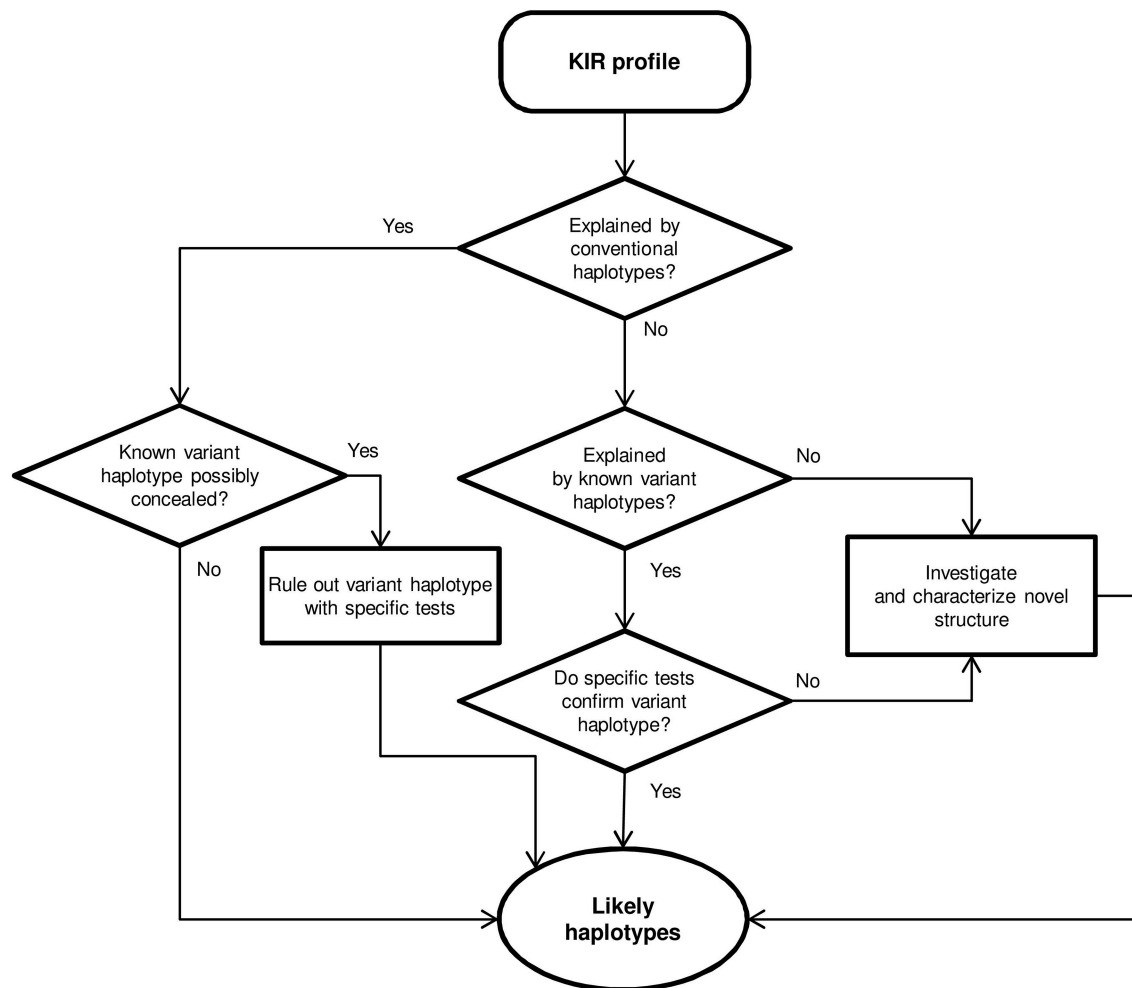 KIR profile
Yes
Explained by
conventional
haplotypes?
No
Known variant
haplotype possibly
concealed?
Yes
No
Rule out variant haplotype
with specific tests
Explained
by known variant
haplotypes?
No
Yes
Investigate
and characterize novel
structure
Do specific tests
confirm variant
haplotype?
No
Yes
Likely
haplotypes